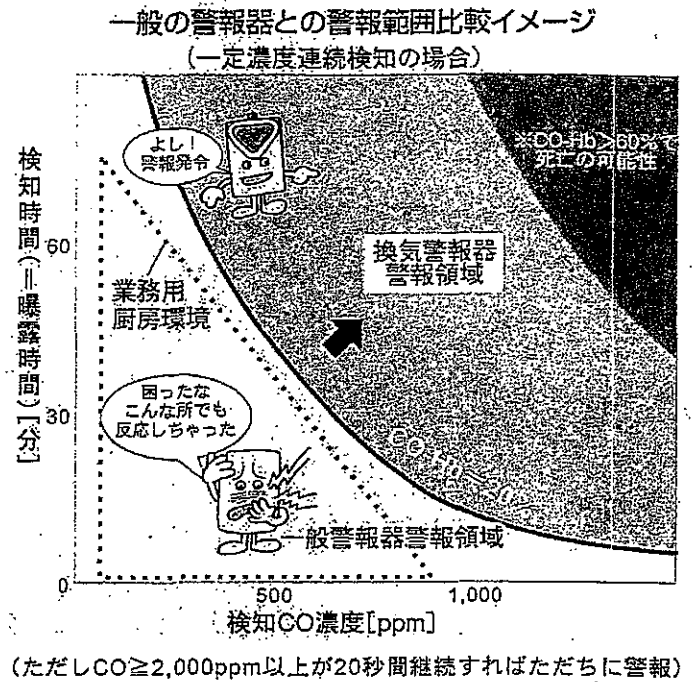 一般の警報器との警報範囲比較イメージ
(一定濃度連続検知の場合)
よし!
警報発令
※CO-Hb>60%で
死亡の可能性
換気警報器
警報領域
検知時間(=曝露時間)[分]
60
30
0
業務用
厨房環境
困ったな
こんな所でも
反応しちゃった
CO-Hb
一般警報器警報領域
500
1,000
検知CO濃度[ppm]
(ただしCO≧2,000ppm以上が20秒間継続すればただちに警報)